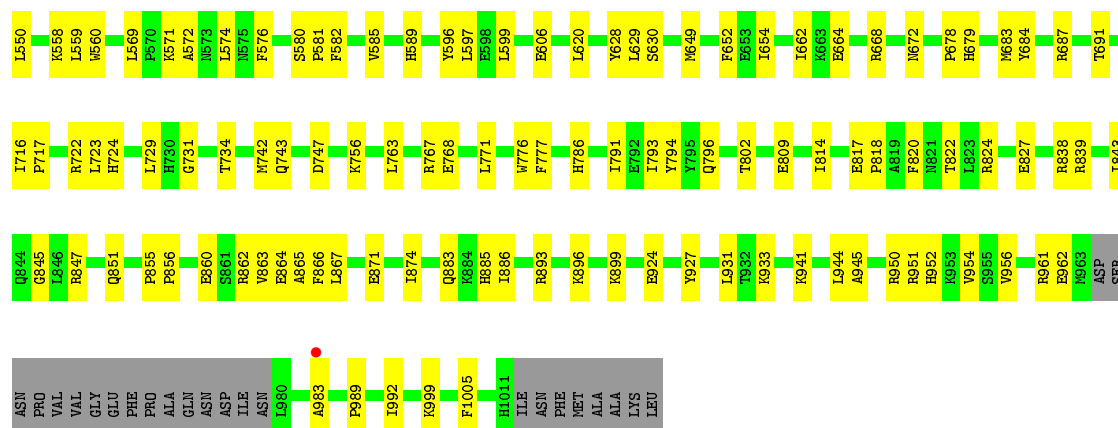 L550 K558 L559 W560 L569 P570 K571 A572 N573 L574 N575 F576 S580 P581 F582 V585 H589 Y596 L597 E598 L599 E606 L620 Y628 L629 S630 M649 F652 E653 I654 I662 K663 E664 R668 N672 P678 H679 M683 Y684 R687 T691
I716 P717 R722 L723 H724 L729 H730 G731 T734 M742 Q743 D747 K756 L763 R767 E768 L771 W776 F777 H786 I791 E792 I793 Y794 Y795 Q796 T802 E809 I814 E817 P818 A819 F820 N821 T822 L823 R824 E827 R838 R839 I843
Q844 G845 L846 R847 Q851 P855 P856 E860 S861 R862 V863 E864 A865 F866 L867 E871 I874 Q883 K884 H885 I886 R893 K896 K899 E924 Y927 L931 T932 K933 K941 L944 A945 R950 R951 H952 K953 V954 S955 V956 R961 E962 M963 ASP SER
ASN PRO VAL VAL GLY GLU PHE PRO ALA GLN ASN ASP ILE ASN L980 A983 P989 I992 K999 F1005 H1011 ILE ASN PHE MET ALA ALA LYS LEU